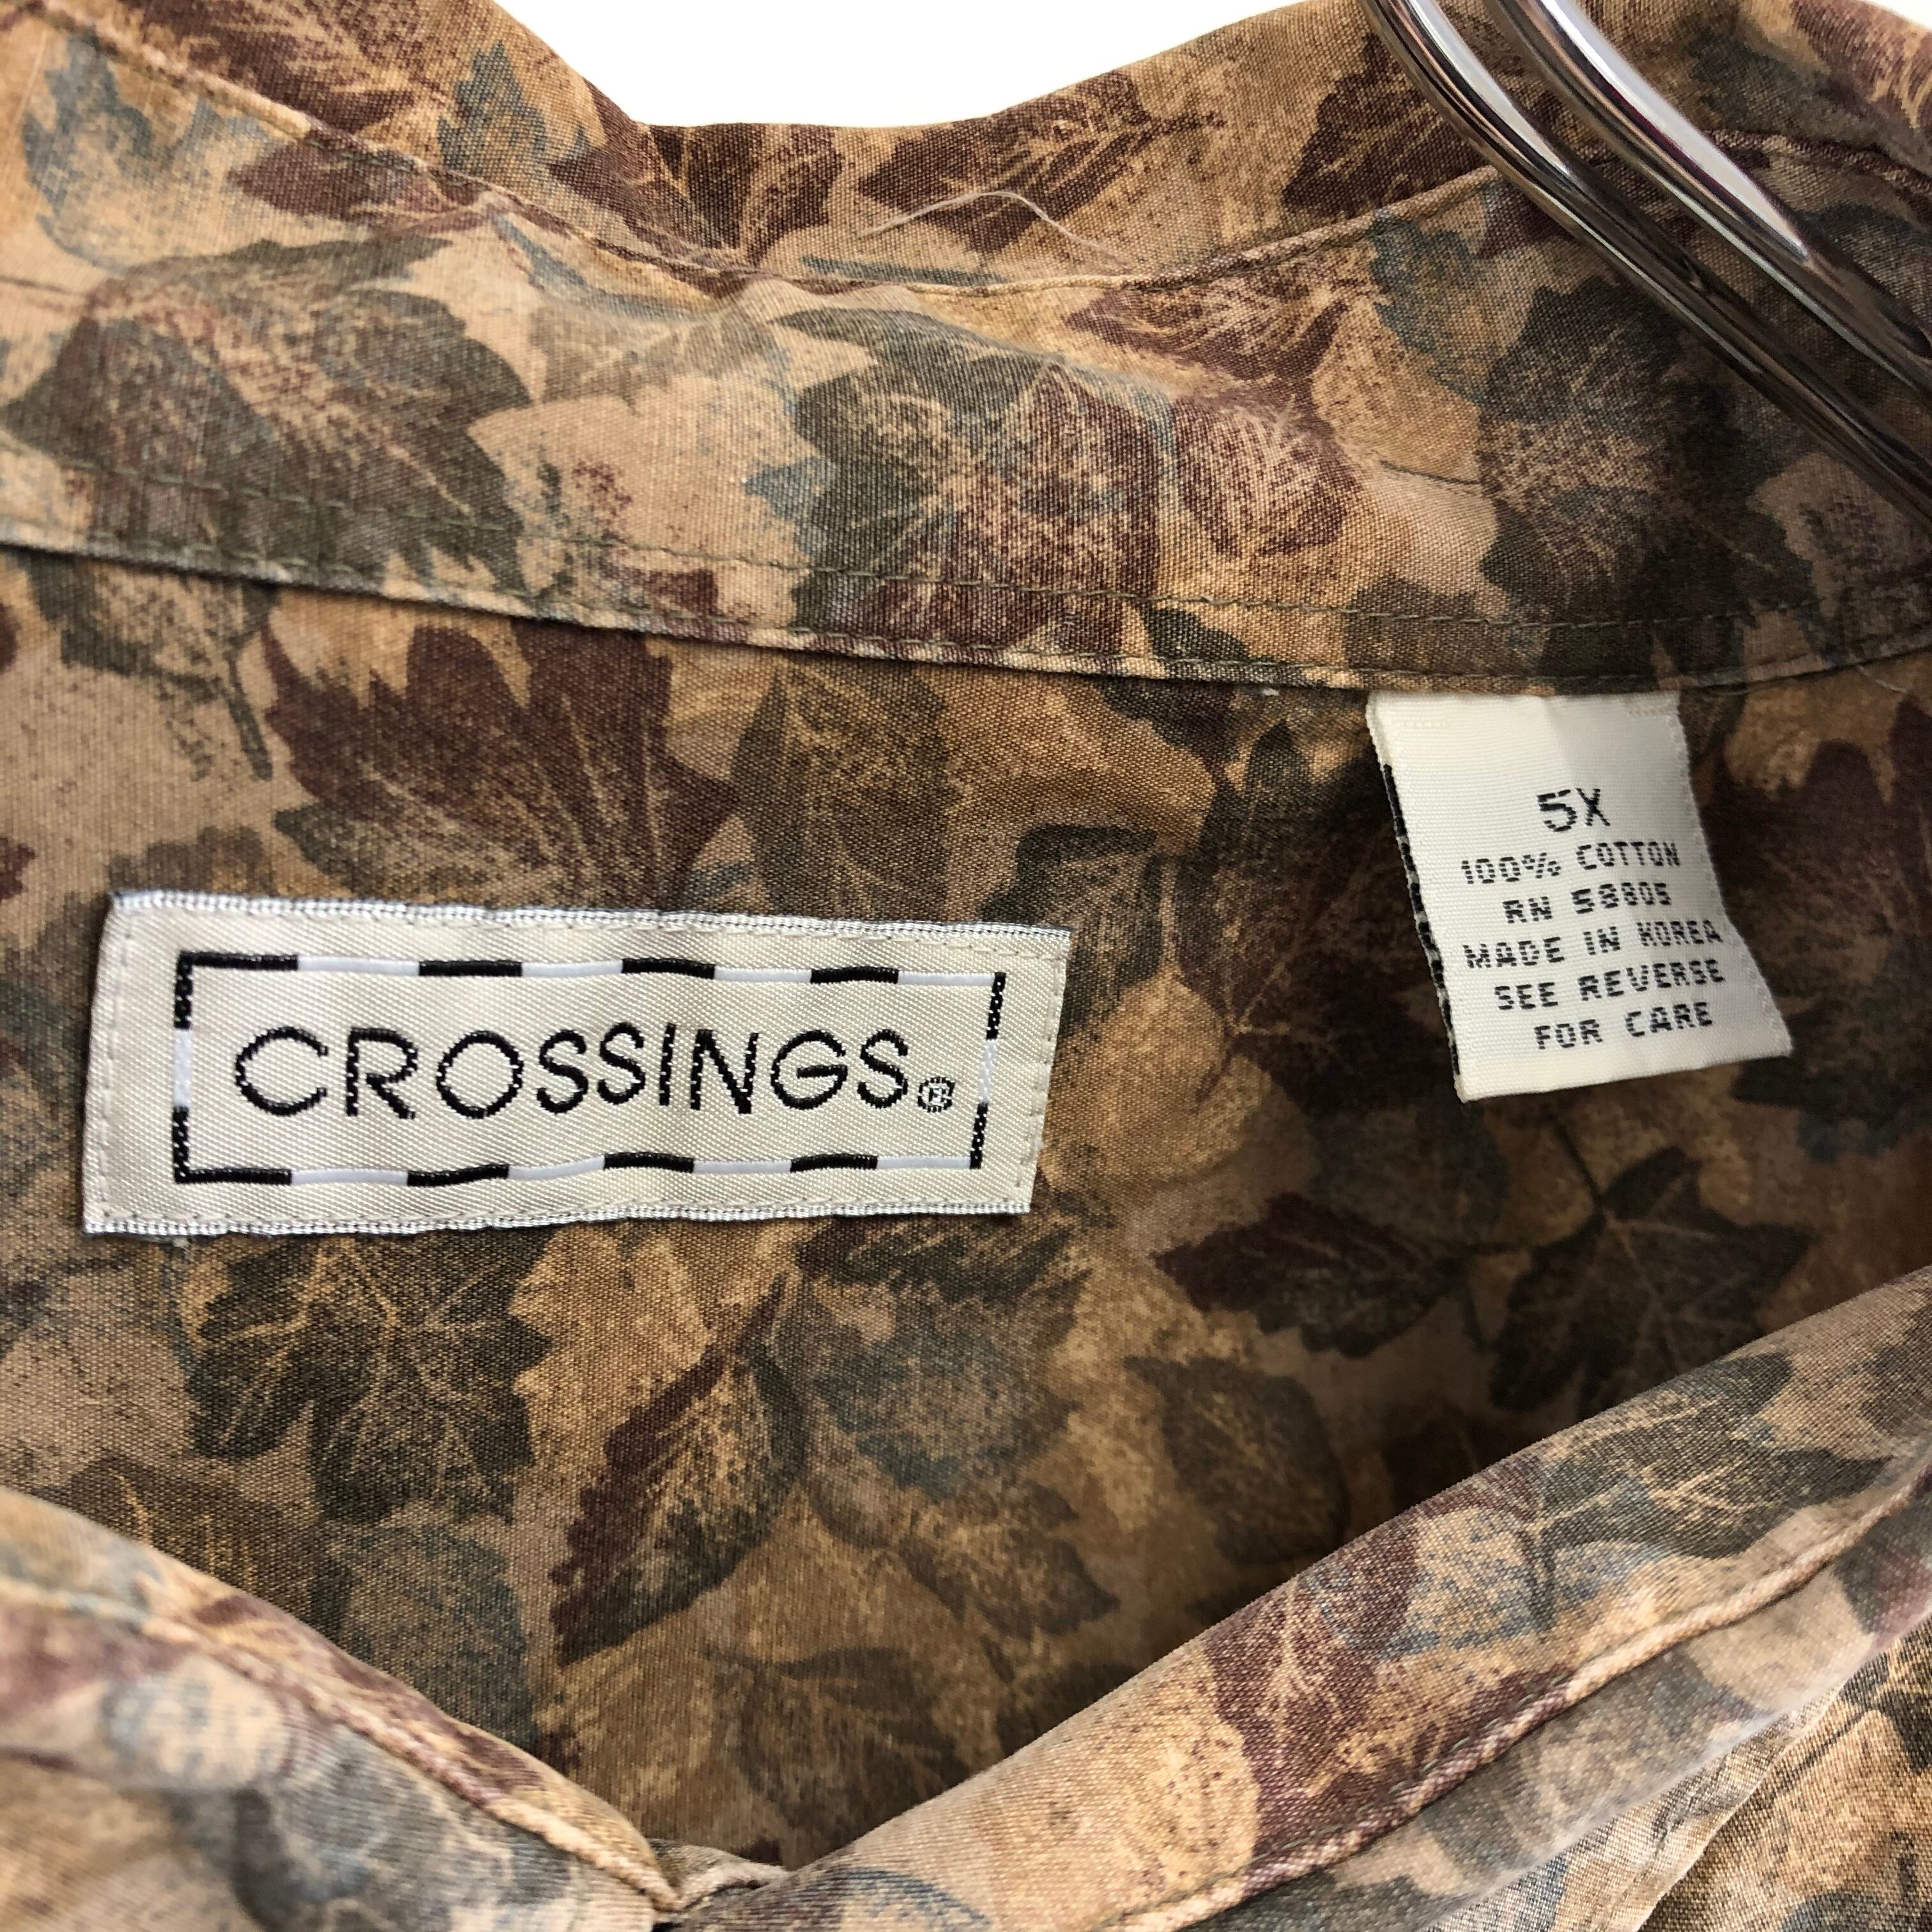 CROSSINGS®
5X
100% COTTON
RN 58805
MADE IN KOREA
SEE REVERSE
FOR CARE